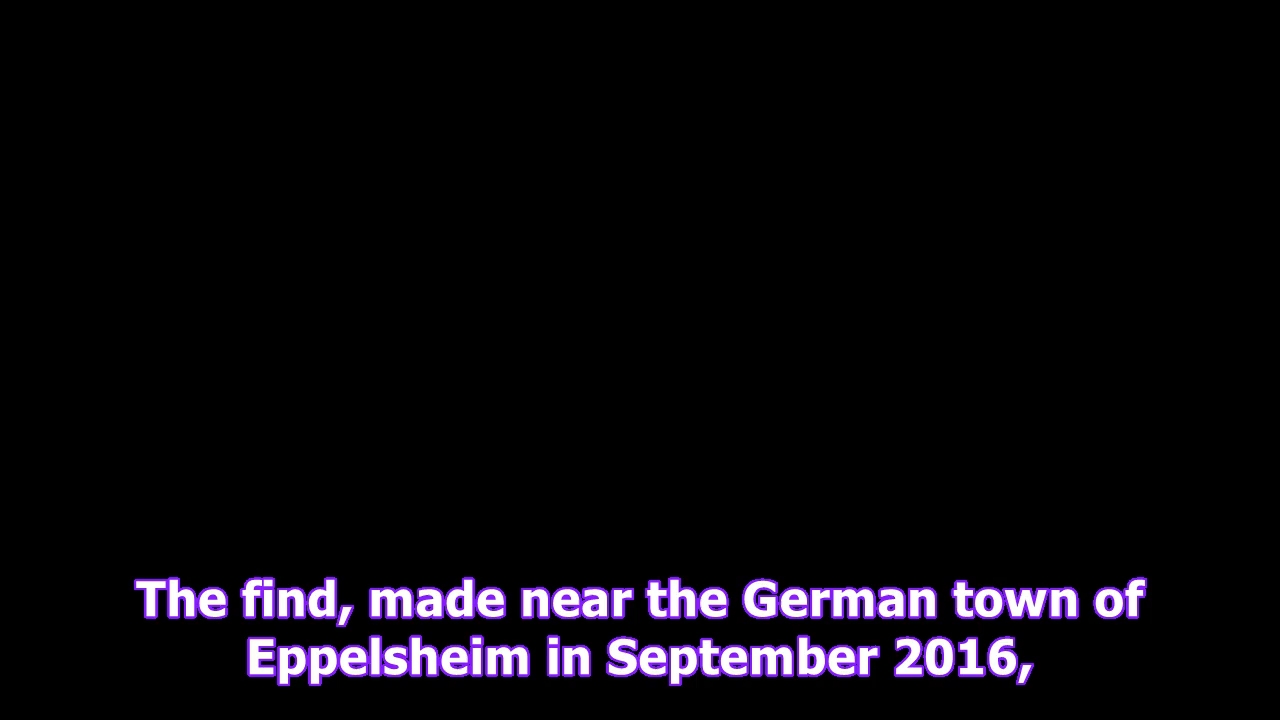 The find, made near the German town of
Eppelsheim in September 2016,